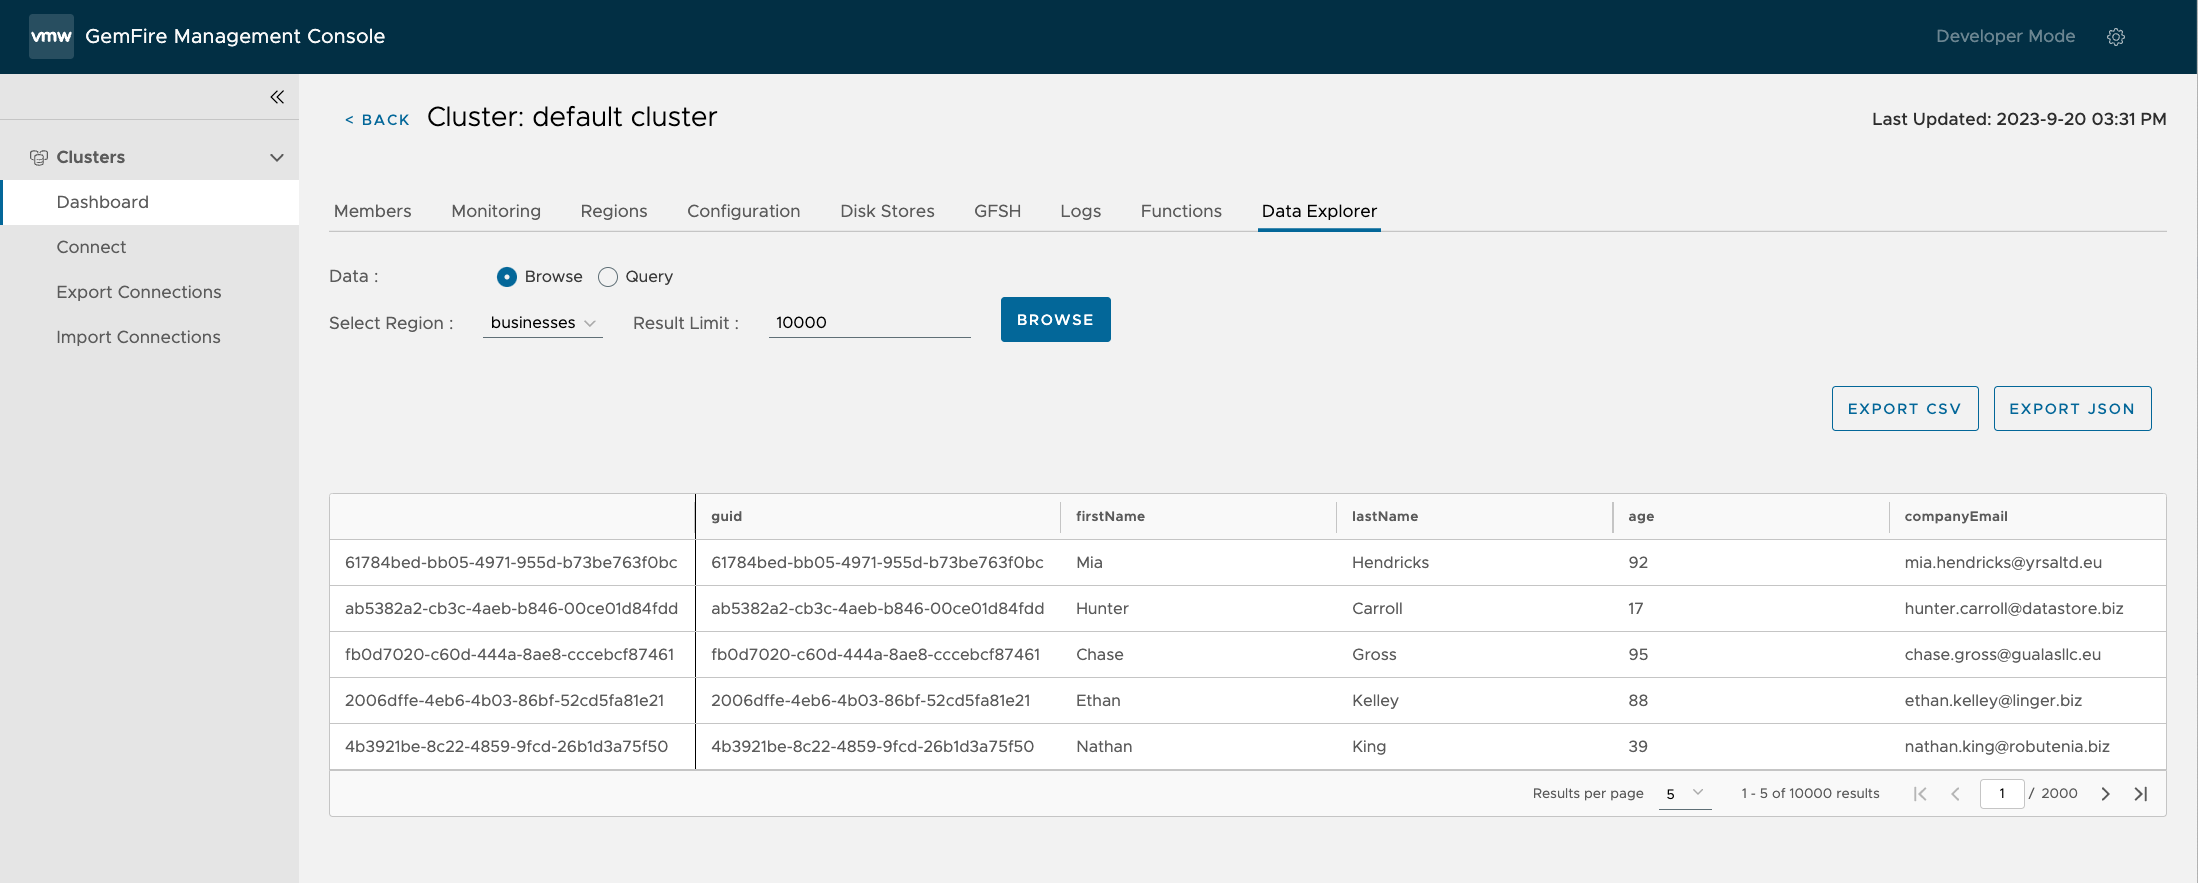 vmw GemFire Management Console Developer Mode
< BACK Cluster: default cluster Last Updated: 2023-9-20 03:31 PM
Clusters
Dashboard
Connect
Export Connections
Import Connections
Members Monitoring Regions Configuration Disk Stores GFSH Logs Functions Data Explorer
Data : Browse Query
Select Region : businesses Result Limit : 10000 BROWSE
EXPORT CSV EXPORT JSON
guid firstName lastName age companyEmail
61784bed-bb05-4971-955d-b73be763f0bc 61784bed-bb05-4971-955d-b73be763f0bc Mia Hendricks 92 mia.hendricks@yrsaltd.eu
ab5382a2-cb3c-4aeb-b846-00ce01d84fdd ab5382a2-cb3c-4aeb-b846-00ce01d84fdd Hunter Carroll 17 hunter.carroll@datastore.biz
fb0d7020-c60d-444a-8ae8-cccebcf87461 fb0d7020-c60d-444a-8ae8-cccebcf87461 Chase Gross 95 chase.gross@gualasllc.eu
2006dffe-4eb6-4b03-86bf-52cd5fa81e21 2006dffe-4eb6-4b03-86bf-52cd5fa81e21 Ethan Kelley 88 ethan.kelley@linger.biz
4b3921be-8c22-4859-9fcd-26b1d3a75f50 4b3921be-8c22-4859-9fcd-26b1d3a75f50 Nathan King 39 nathan.king@robutenia.biz
Results per page 5 1 - 5 of 10000 results 1 / 2000